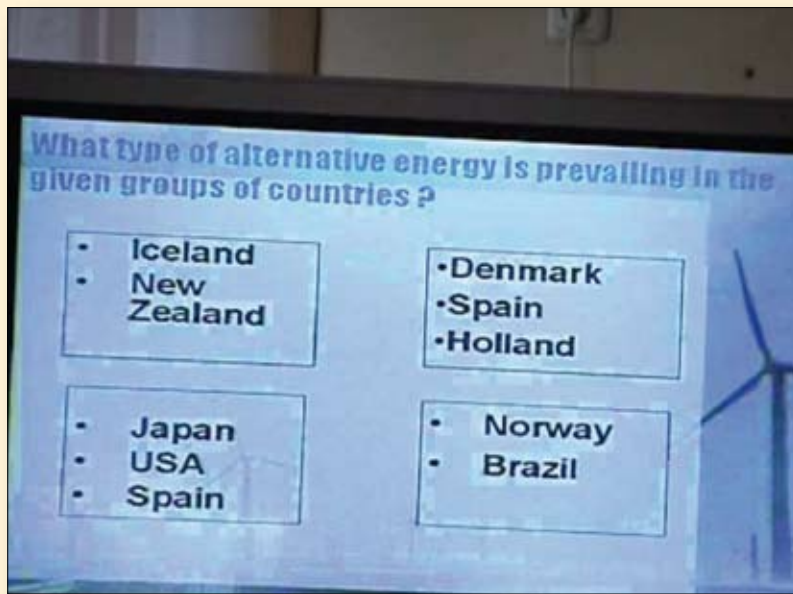 What type of alternative energy is prevailing in the
given groups of countries ?
• Iceland
• New
Zealand
•Denmark
•Spain
•Holland
• Japan
• USA
• Spain
• Norway
• Brazil